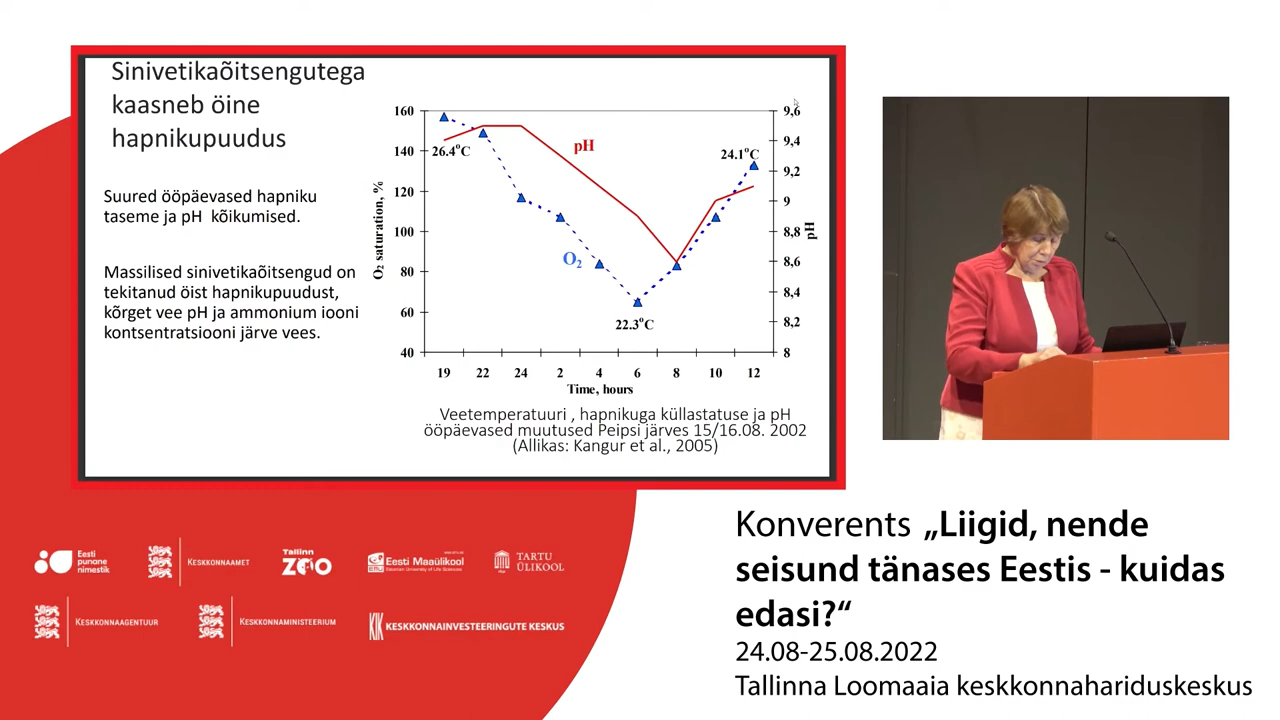 Sinivetikaõitsengutega
kaasneb öine
hapnikupuudus
Suured ööpäevased hapniku
taseme ja pH kõikumised.
Massilised sinivetikaõitsengud on
tekitanud öist hapnikupuudust,
kõrget vee pH ja ammonium iooni
kontsentratsiooni järve vees.
O₂ saturation, %
160
140
120
100
80
60
40
26.4°C
pH
O₂
22.3°C
24.1°C
9,6
9,4
9,2
9
8,8
8,6
8,4
8,2
8
pH
19 22 24 2 4 6 8 10 12
Time, hours
Veetemperatuuri , hapnikuga küllastatuse ja pH
ööpäevased muutused Peipsi järves 15/16.08. 2002
(Allikas: Kangur et al., 2005)
Eesti
punane
nimestik
KESKKONNAAMET
Tallinn
ZOO
Eesti Maaülikool
Estonian University of Life Sciences
TARTU
ÜLIKOOL
KESKKONNAAGENTUUR
KESKKONNAMINISTEERIUM
KIK KESKKONNAINVESTEERINGUTE KESKUS
Konverents „Liigid, nende
seisund tänases Eestis - kuidas
edasi?“
24.08-25.08.2022
Tallinna Loomaaia keskkonnahariduskeskus